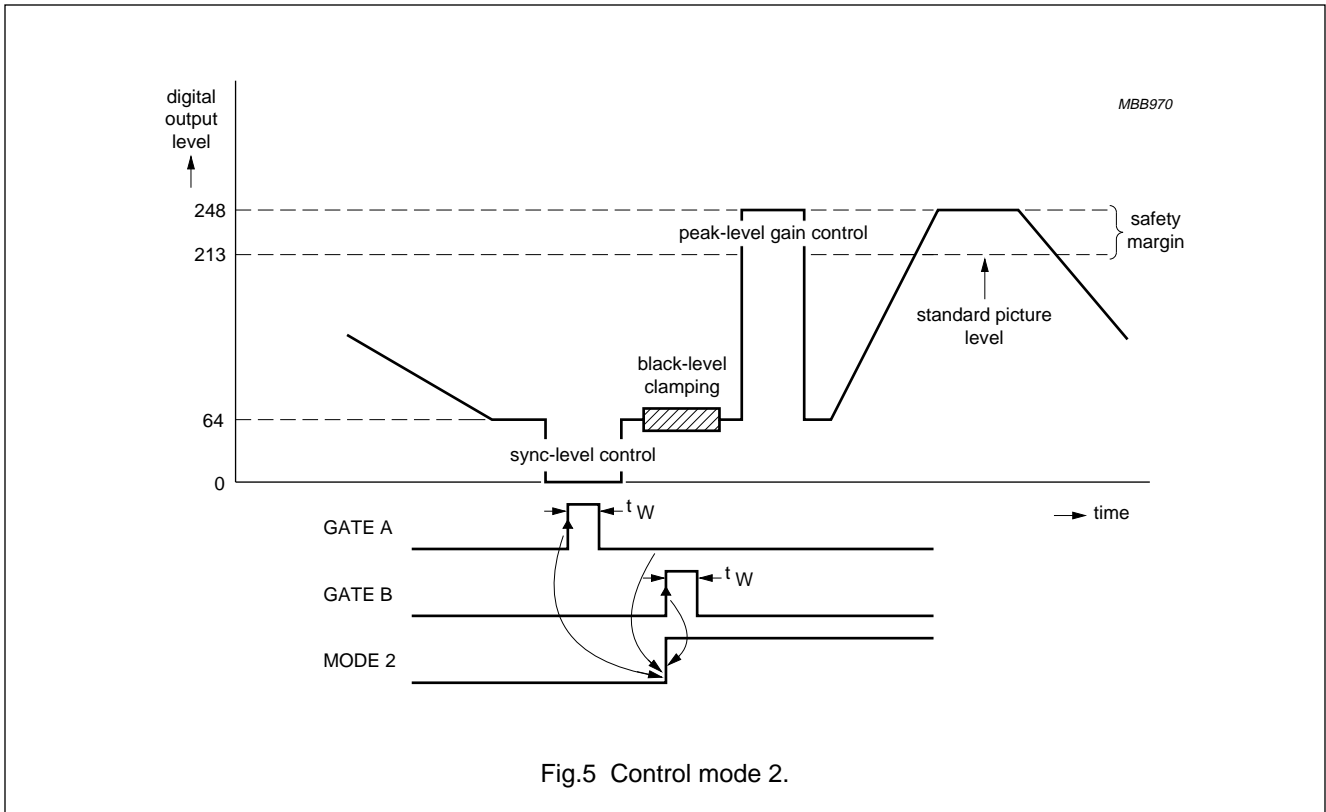 digital
output
level
MBB970
248
safety
margin
peak-level gain control
213
standard picture
level
black-level
clamping
64
sync-level control
0
t W
time
GATE A
t W
GATE B
MODE 2
Fig.5 Control mode 2.